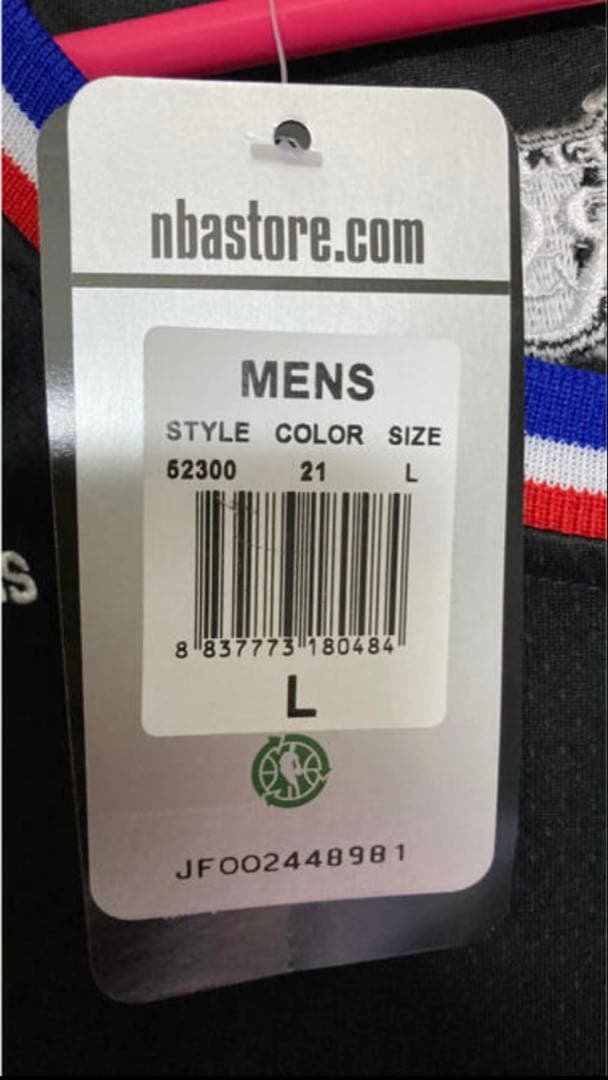 nbastore.com
MENS
STYLE COLOR SIZE
52300 21 L
8 837773 180484
L
JF002448981
s